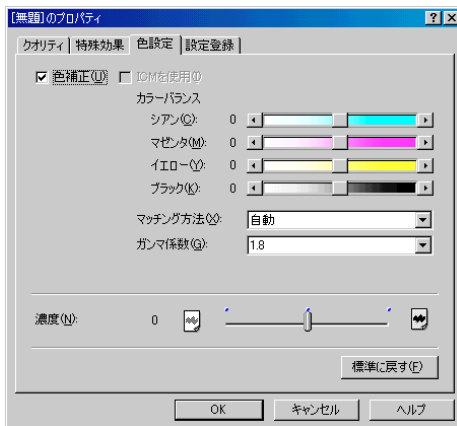 [無題]のプロパティ
クオリティ 特殊効果 色設定 設定登録
色補正(U) ICMを使用(I)
カラーバランス
シアン(C): 0
マゼンタ(M): 0
イエロー(Y): 0
ブラック(K): 0
マッチング方法(X): 自動
ガンマ係数(G): 1.8
濃度(N): 0
標準に戻す(F)
OK キャンセル ヘルプ